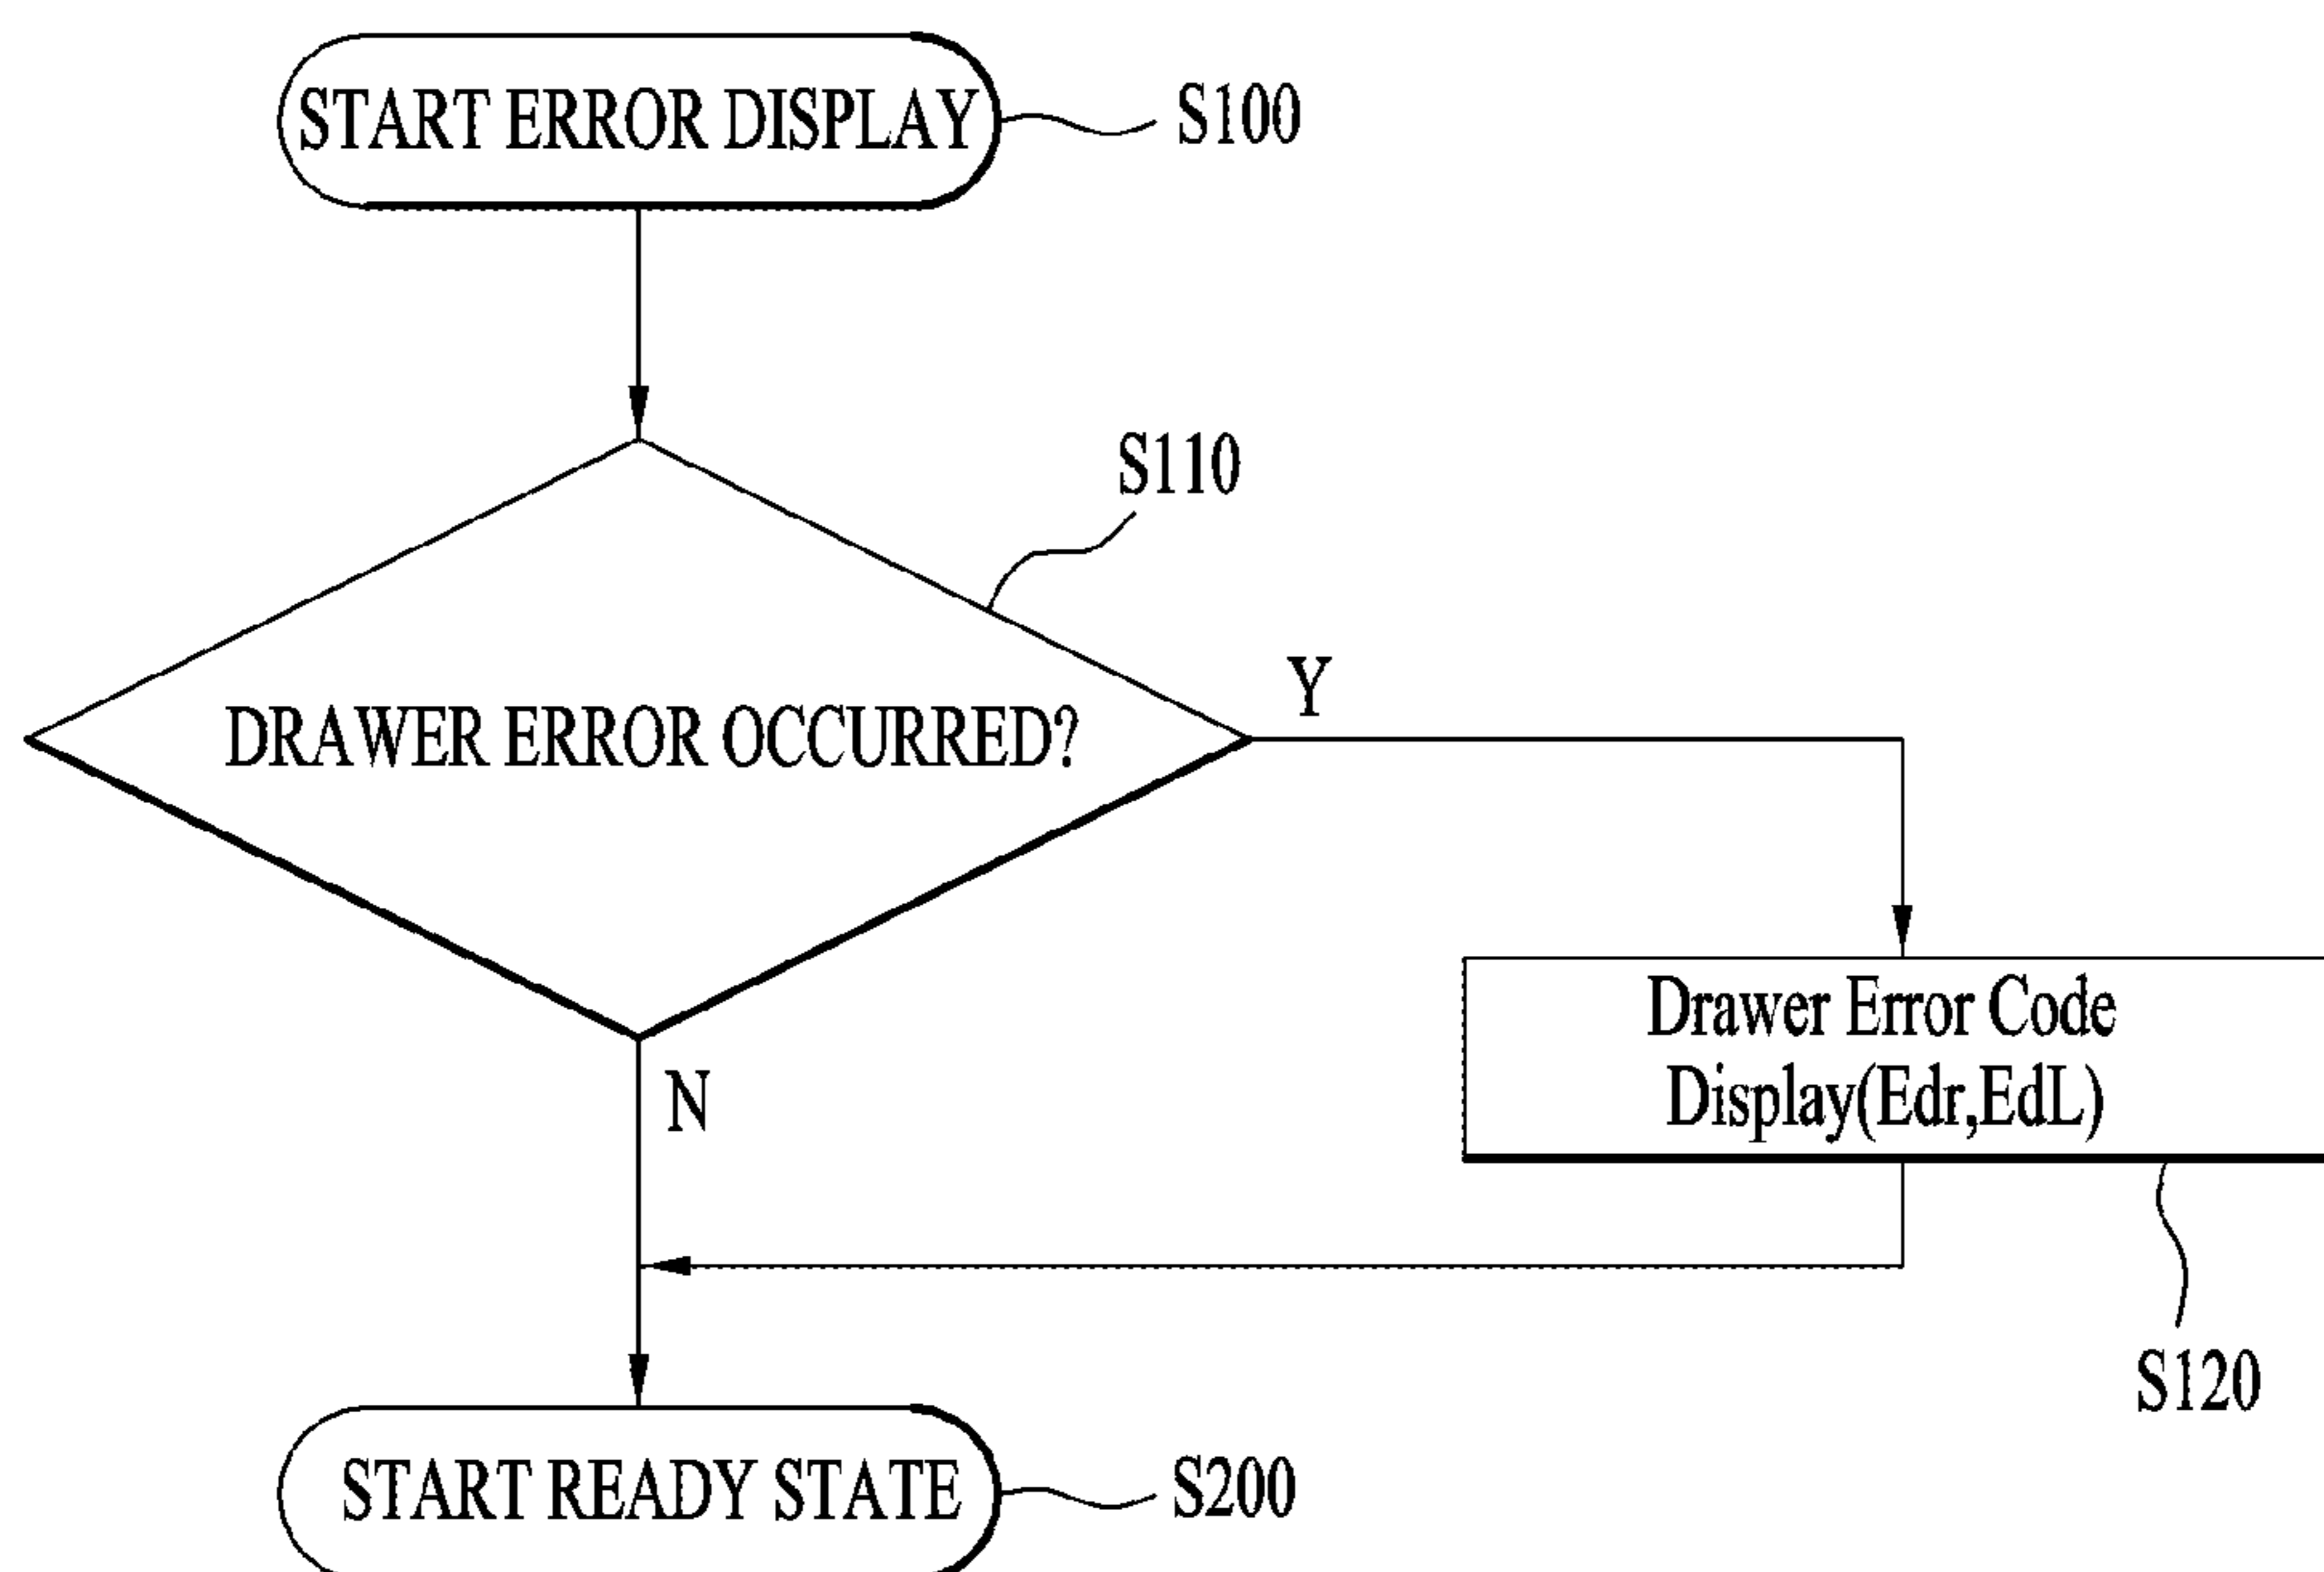 START ERROR DISPLAY
S100
S110
DRAWER ERROR OCCURRED?
Y
Drawer Error Code
Display(Edr,EdL)
N
S120
START READY STATE
S200